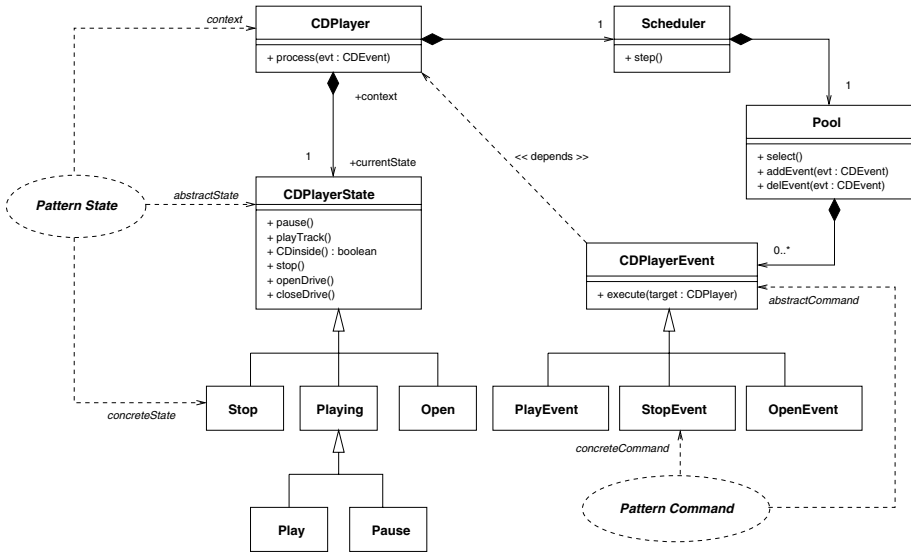 context
CDPlayer
+ process(evt : CDEvent)
1
Scheduler
+ step()
+context
1
+currentState
1
Pool
+ select()
+ addEvent(evt : CDEvent)
+ delEvent(evt : CDEvent)
<< depends >>
Pattern State
abstractState
CDPlayerState
+ pause()
+ playTrack()
+ CDinside() : boolean
+ stop()
+ openDrive()
+ closeDrive()
0..*
CDPlayerEvent
+ execute(target : CDPlayer)
abstractCommand
concreteState
Stop
Playing
Open
PlayEvent
StopEvent
OpenEvent
concreteCommand
Play
Pause
Pattern Command